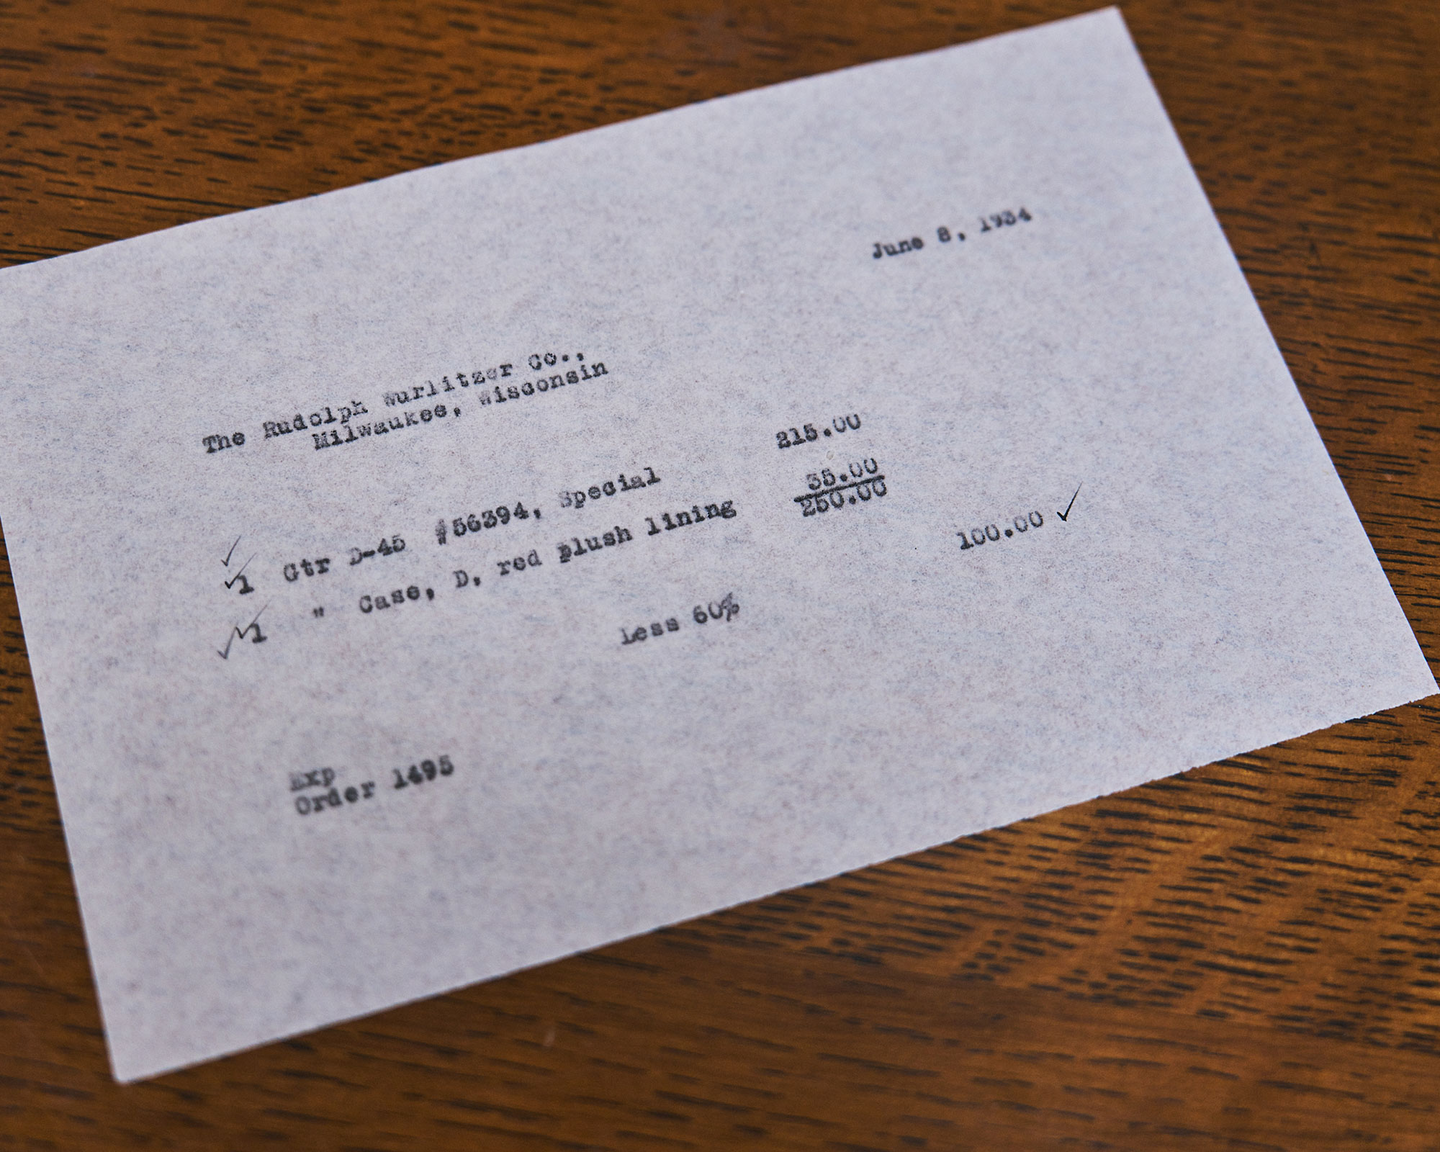 June 8, 1934
The Rudolph Wurlitzer Co.,
Milwaukee, Wisconsin
1 Gtr D-45 #56394, Special 215.00
1 " Case, D, red plush lining 35.00
250.00
Less 60% 100.00
Exp
Order 1495